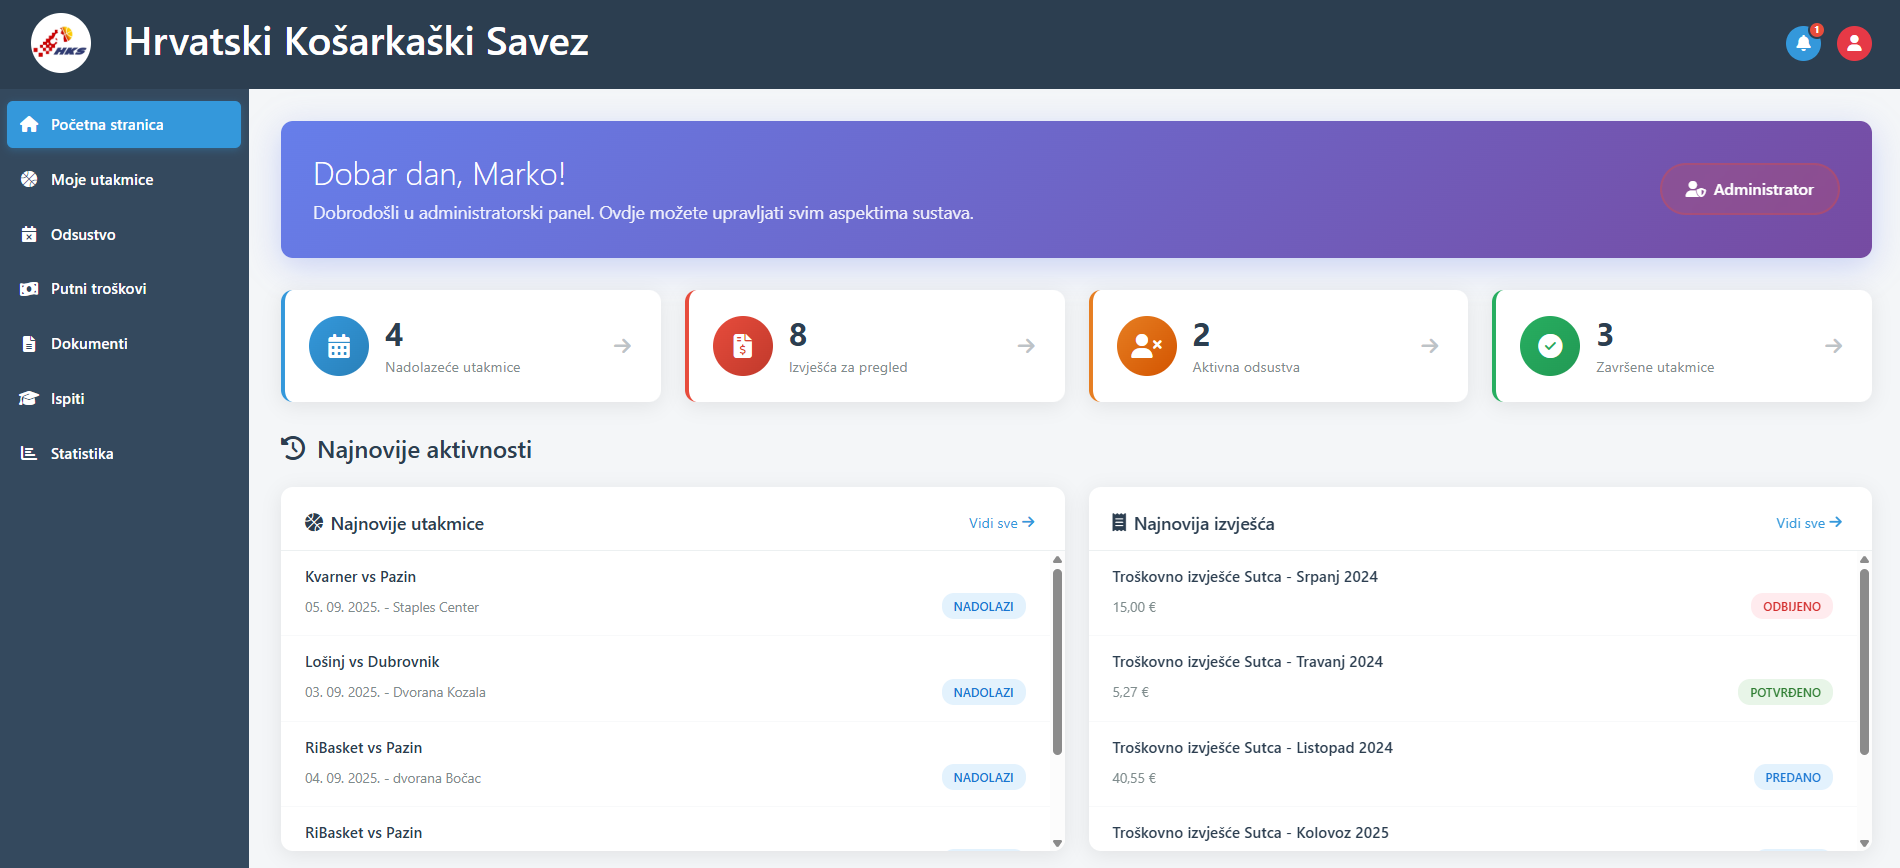 HKS
Hrvatski Košarkaški Savez
1
Početna stranica
Moje utakmice
Odsustvo
Putni troškovi
Dokumenti
Ispiti
Statistika
Dobar dan, Marko!
Dobrodošli u administratorski panel. Ovdje možete upravljati svim aspektima sustava.
Administrator
4
Nadolazeće utakmice
8
Izvješća za pregled
2
Aktivna odsustva
3
Završene utakmice
Najnovije aktivnosti
Najnovije utakmice
Vidi sve
Kvarner vs Pazin
05. 09. 2025. - Staples Center
NADOLAZI
Lošinj vs Dubrovnik
03. 09. 2025. - Dvorana Kozala
NADOLAZI
RiBasket vs Pazin
04. 09. 2025. - dvorana Bočac
NADOLAZI
RiBasket vs Pazin
Najnovija izvješća
Vidi sve
Troškovno izvješće Sutca - Srpanj 2024
15,00 €
ODBIJENO
Troškovno izvješće Sutca - Travanj 2024
5,27 €
POTVRĐENO
Troškovno izvješće Sutca - Listopad 2024
40,55 €
PREDANO
Troškovno izvješće Sutca - Kolovoz 2025